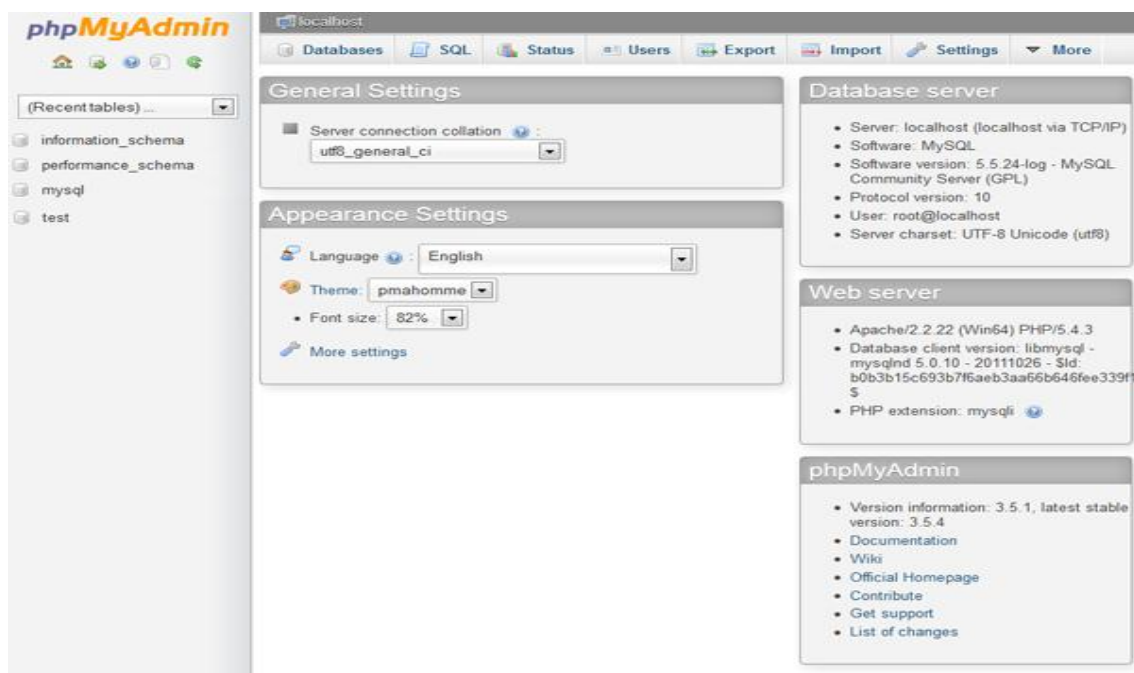 phpMyAdmin
(Recent tables) ...
information_schema
performance_schema
mysql
test
localhost
Databases SQL Status Users Export Import Settings More
General Settings
Server connection collation :
utf8_general_ci
Appearance Settings
Language : English
Theme: pmahomme
Font size: 82%
More settings
Database server
Server: localhost (localhost via TCP/IP)
Software: MySQL
Software version: 5.5.24-log - MySQL
Community Server (GPL)
Protocol version: 10
User: root@localhost
Server charset: UTF-8 Unicode (utf8)
Web server
Apache/2.2.22 (Win64) PHP/5.4.3
Database client version: libmysql -
mysqlnd 5.0.10 - 20111026 - $Id:
$
PHP extension: mysqli
phpMyAdmin
Version information: 3.5.1, latest stable
version: 3.5.4
Documentation
Wiki
Official Homepage
Contribute
Get support
List of changes